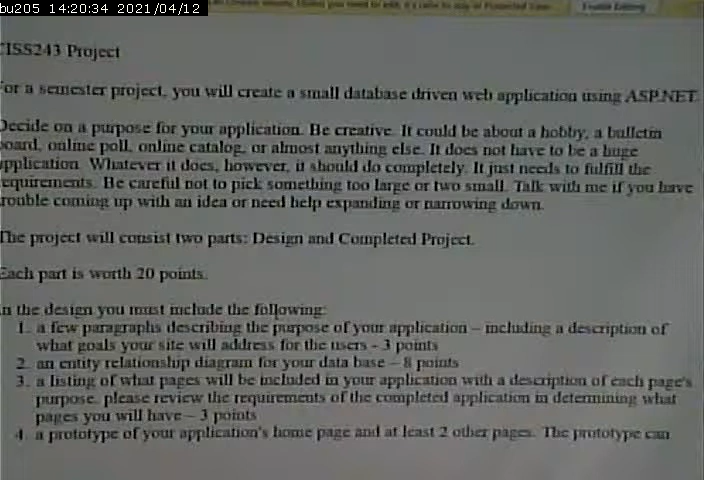 bu205 14:20:34 2021/04/12
Enable Editing
CISS243 Project
For a semester project, you will create a small database driven web application using ASP.NET.
Decide on a purpose for your application. Be creative. It could be about a hobby, a bulletin
board, online poll, online catalog, or almost anything else. It does not have to be a huge
application. Whatever it does, however, it should do completely. It just needs to fulfill the
requirements. Be careful not to pick something too large or two small. Talk with me if you have
trouble coming up with an idea or need help expanding or narrowing down.
The project will consist two parts: Design and Completed Project.
Each part is worth 20 points.
In the design you must include the following:
1. a few paragraphs describing the purpose of your application – including a description of
what goals your site will address for the users - 3 points
2. an entity relationship diagram for your data base – 8 points
3. a listing of what pages will be included in your application with a description of each page's
purpose. please review the requirements of the completed application in determining what
pages you will have – 3 points
4. a prototype of your application's home page and at least 2 other pages. The prototype can